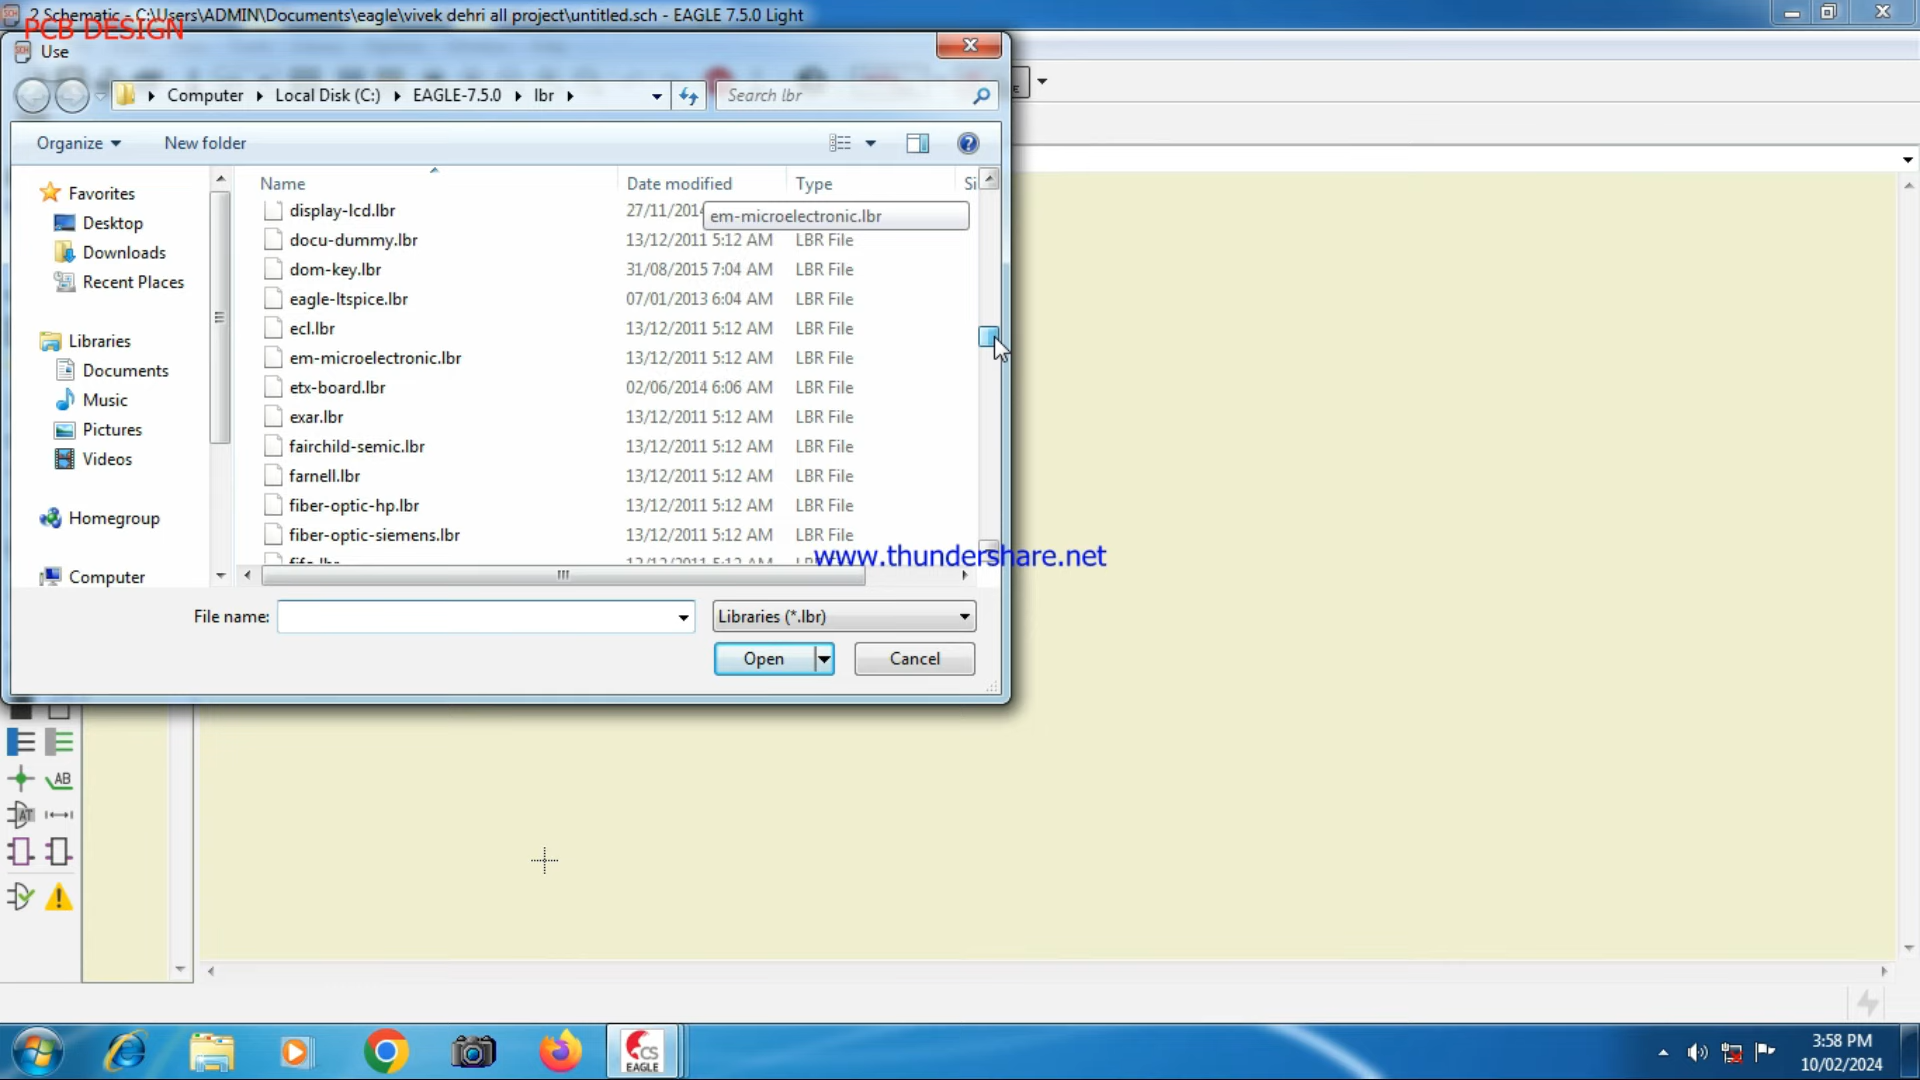 2 Schematic - C:\Users\ADMIN\Documents\eagle\vivek dehri all project\untitled.sch - EAGLE 7.5.0 Light
PCB DESIGN
Use
Computer
Local Disk (C:)
EAGLE-7.5.0
lbr
Search lbr
Organize
New folder
Name
Date modified
Type
Si
display-lcd.lbr 27/11/2014
em-microelectronic.lbr
docu-dummy.lbr 13/12/2011 5:12 AM LBR File
dom-key.lbr 31/08/2015 7:04 AM LBR File
eagle-ltspice.lbr 07/01/2013 6:04 AM LBR File
ecl.lbr 13/12/2011 5:12 AM LBR File
em-microelectronic.lbr 13/12/2011 5:12 AM LBR File
etx-board.lbr 02/06/2014 6:06 AM LBR File
exar.lbr 13/12/2011 5:12 AM LBR File
fairchild-semic.lbr 13/12/2011 5:12 AM LBR File
farnell.lbr 13/12/2011 5:12 AM LBR File
fiber-optic-hp.lbr 13/12/2011 5:12 AM LBR File
fiber-optic-siemens.lbr 13/12/2011 5:12 AM LBR File
Favorites
Desktop
Downloads
Recent Places
Libraries
Documents
Music
Pictures
Videos
Homegroup
Computer
www.thundershare.net
File name:
Libraries (*.lbr)
Open
Cancel
AB
AT
CS
EAGLE
3:58 PM
10/02/2024